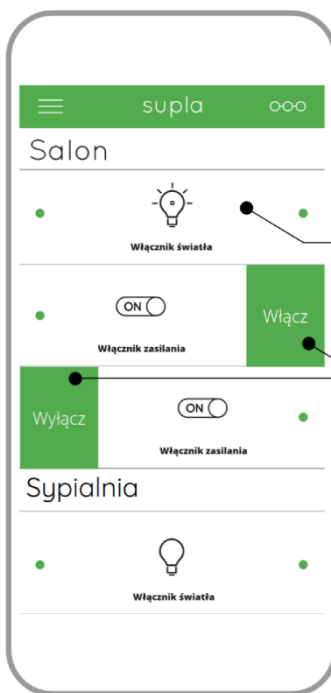 supla
Salon
Włącznik światła
ON
Włącz
Włącznik zasilania
Wyłącz
ON
Włącznik zasilania
Sypialnia
Włącznik światła